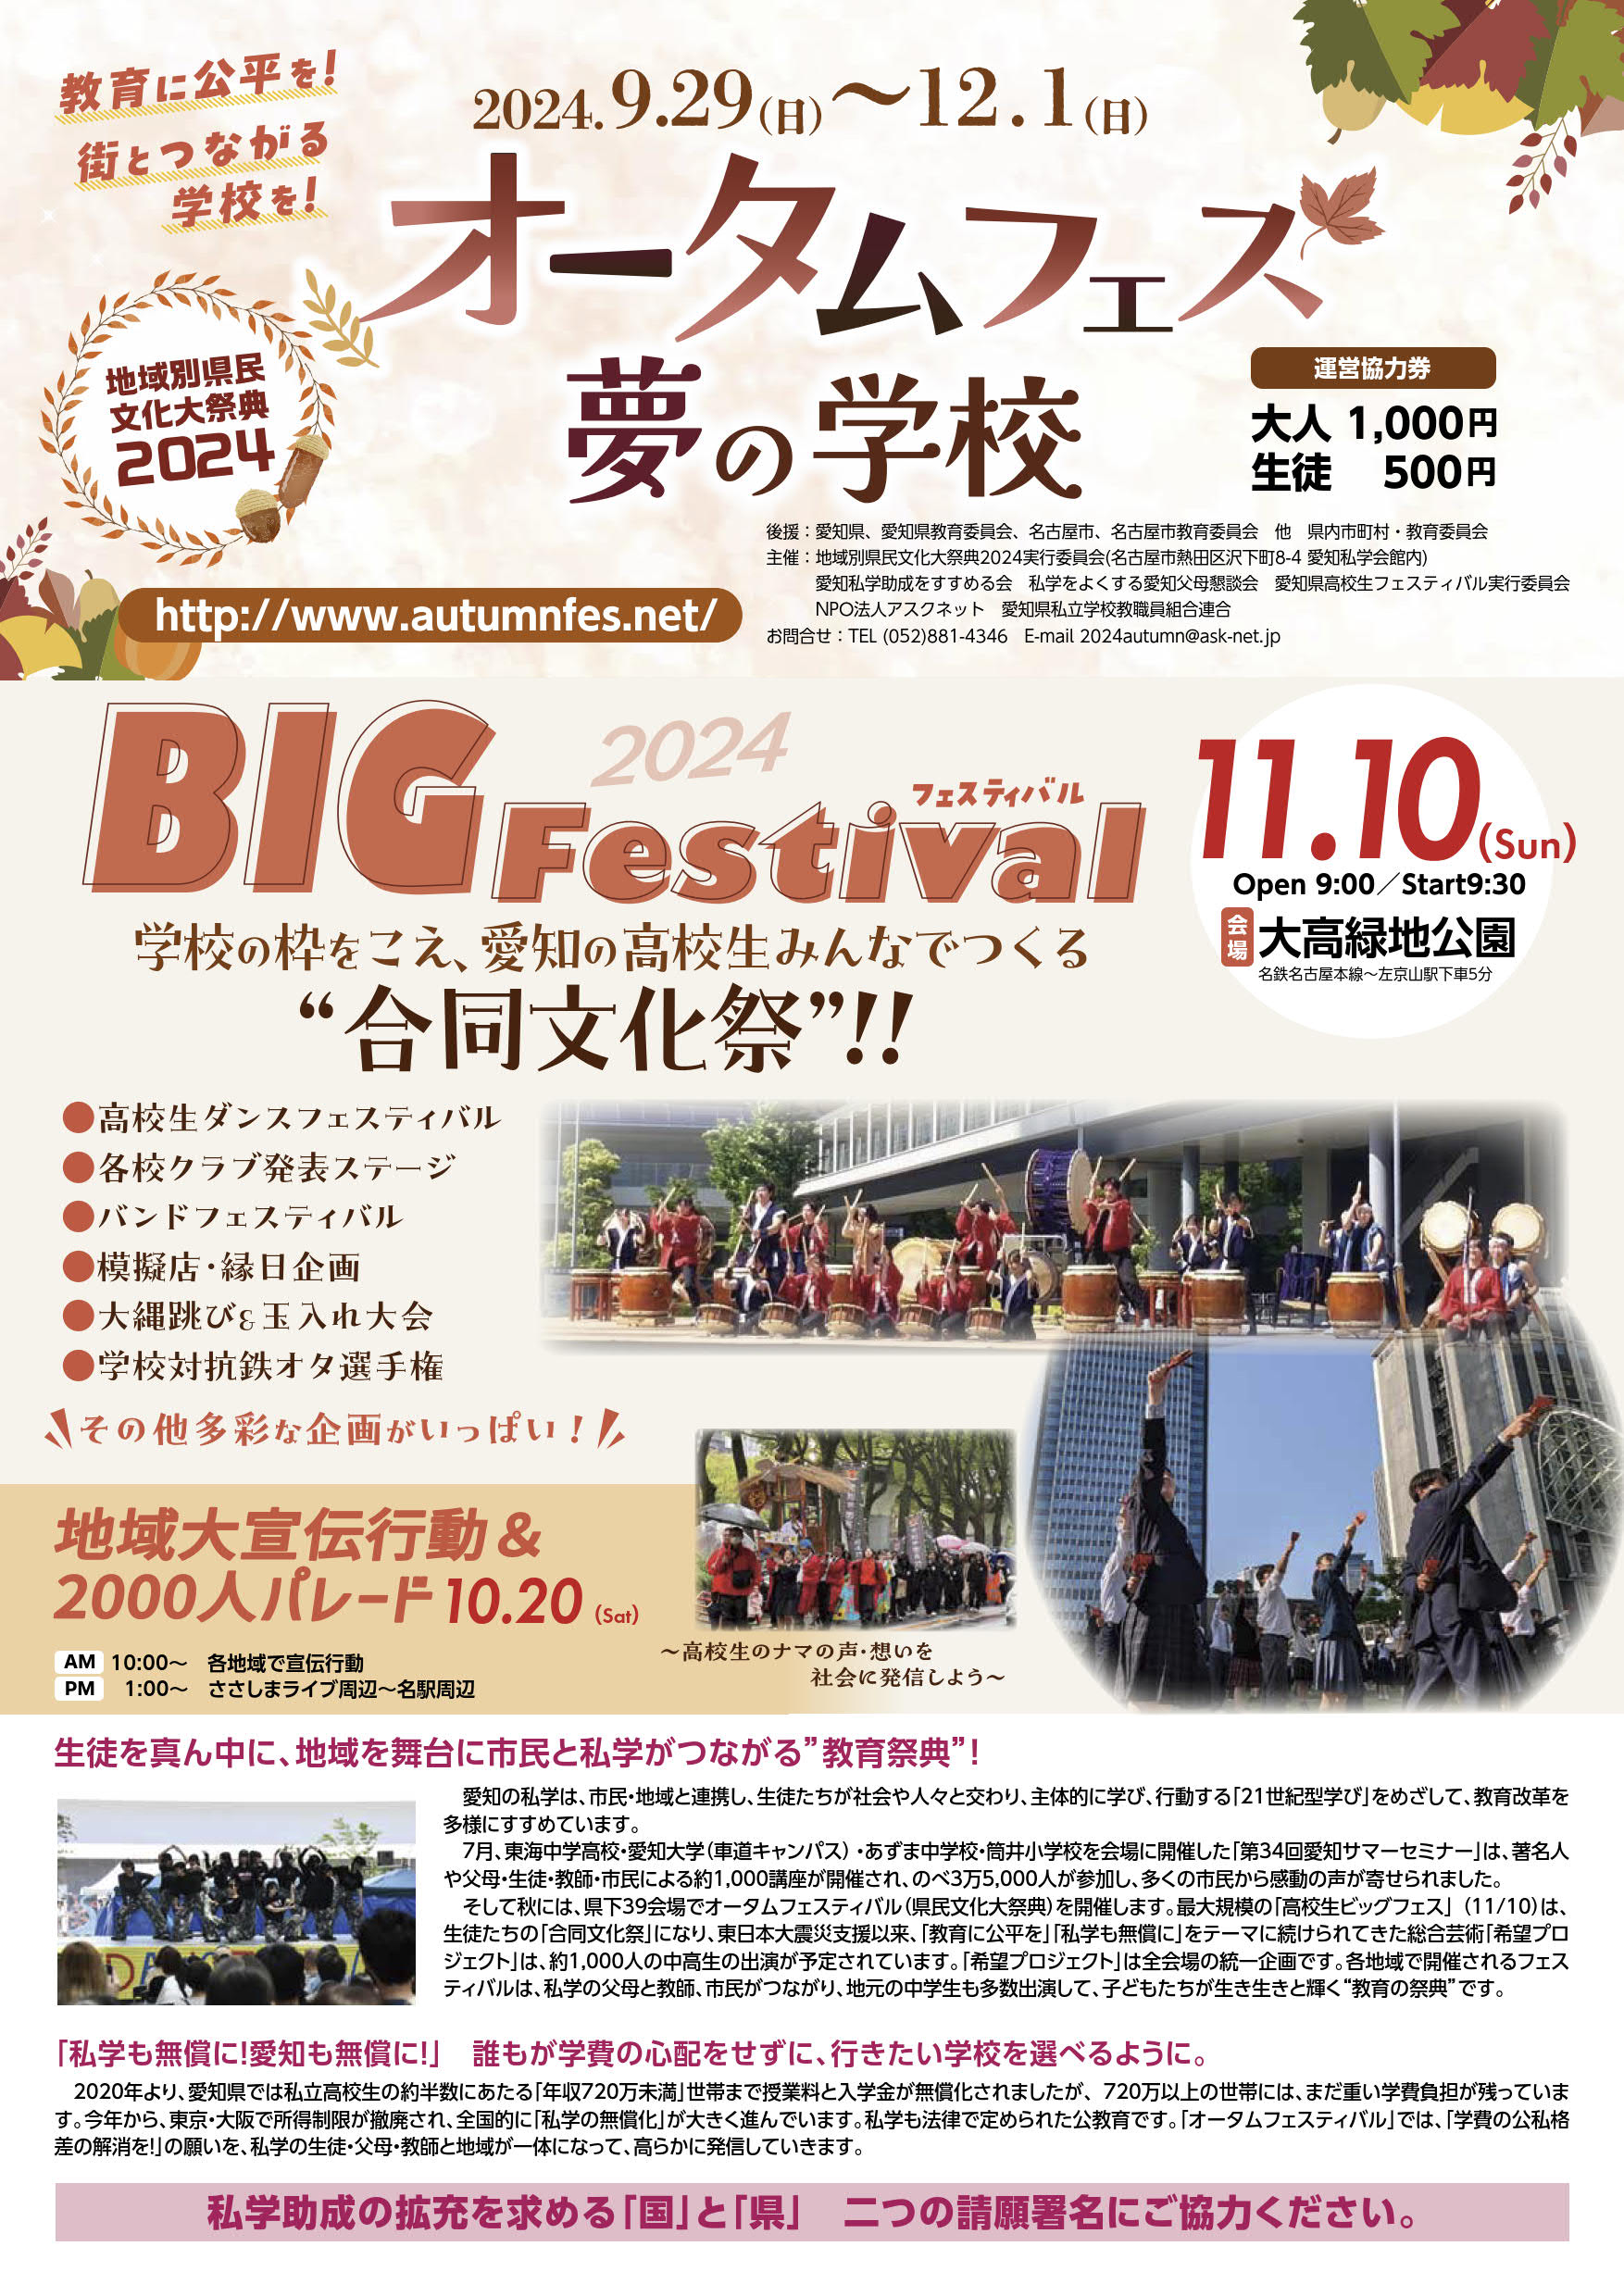 教育に公平を!
街とつながる
学校を!
2024.9.29(日)〜12.1(日)
オータムフェス
夢の学校
地域別県民
文化大祭典
2024
運営協力券
大人 1,000円
生徒 500円
後援:愛知県、愛知県教育委員会、名古屋市、名古屋市教育委員会 他 県内市町村・教育委員会
主催:地域別県民文化大祭典2024実行委員会(名古屋市熱田区沢下町8-4 愛知私学会館内)
愛知私学助成をすすめる会 私学をよくする愛知父母懇談会 愛知県高校生フェスティバル実行委員会
NPO法人アスクネット 愛知県私立学校教職員組合連合
お問合せ:TEL (052)881-4346 E-mail 2024autumn@ask-net.jp
http://www.autumnfes.net/
BIG Festival
2024
フェスティバル
11.10(Sun)
Open 9:00/Start9:30
会場 大高緑地公園
名鉄名古屋本線〜左京山駅下車5分
学校の枠をこえ、愛知の高校生みんなでつくる
“合同文化祭”!!
●高校生ダンスフェスティバル
●各校クラブ発表ステージ
●バンドフェスティバル
●模擬店・縁日企画
●大縄跳び&玉入れ大会
●学校対抗鉄オタ選手権
その他多彩な企画がいっぱい!
地域大宣伝行動&
2000人パレード10.20(Sat)
AM 10:00〜 各地域で宣伝行動
PM 1:00〜 ささしまライブ周辺〜名駅周辺
〜高校生のナマの声・想いを
社会に発信しよう〜
生徒を真ん中に、地域を舞台に市民と私学がつながる”教育祭典”!
愛知の私学は、市民・地域と連携し、生徒たちが社会や人々と交わり、主体的に学び、行動する「21世紀型学び」をめざして、教育改革を
多様にすすめています。
7月、東海中学高校・愛知大学(車道キャンパス)・あずま中学校・筒井小学校を会場に開催した「第34回愛知サマーセミナー」は、著名人
や父母・生徒・教師・市民による約1,000講座が開催され、のべ3万5,000人が参加し、多くの市民から感動の声が寄せられました。
そして秋には、県下39会場でオータムフェスティバル(県民文化大祭典)を開催します。最大規模の「高校生ビッグフェス」(11/10)は、
生徒たちの「合同文化祭」になり、東日本大震災支援以来、「教育に公平を」「私学も無償に」をテーマに続けられてきた総合芸術「希望プロ
ジェクト」は、約1,000人の中高生の出演が予定されています。「希望プロジェクト」は全会場の統一企画です。各地域で開催されるフェス
ティバルは、私学の父母と教師、市民がつながり、地元の中学生も多数出演して、子どもたちが生き生きと輝く“教育の祭典”です。
「私学も無償に!愛知も無償に!」 誰もが学費の心配をせずに、行きたい学校を選べるように。
2020年より、愛知県では私立高校生の約半数にあたる「年収720万未満」世帯まで授業料と入学金が無償化されましたが、720万以上の世帯には、まだ重い学費負担が残っていま
す。今年から、東京・大阪で所得制限が撤廃され、全国的に「私学の無償化」が大きく進んでいます。私学も法律で定められた公教育です。「オータムフェスティバル」では、「学費の公私格
差の解消を!」の願いを、私学の生徒・父母・教師と地域が一体になって、高らかに発信していきます。
私学助成の拡充を求める「国」と「県」 二つの請願署名にご協力ください。